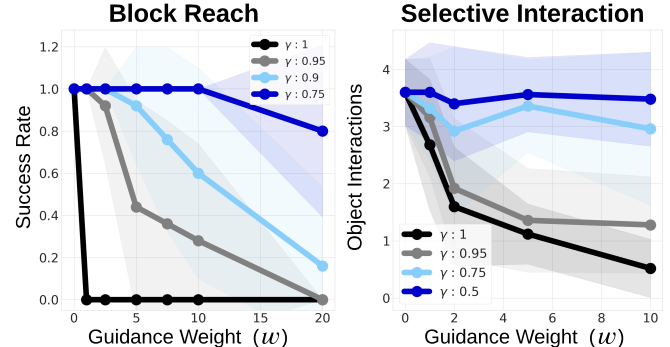 Block Reach
Success Rate
1.2
1.0
0.8
0.6
0.4
0.2
0.0
γ : 1
γ : 0.95
γ : 0.9
γ : 0.75
0 5 10 15 20
Guidance Weight (w)
Selective Interaction
Object Interactions
4
3
2
1
0
γ : 1
γ : 0.95
γ : 0.75
γ : 0.5
0 2 4 6 8 10
Guidance Weight (w)